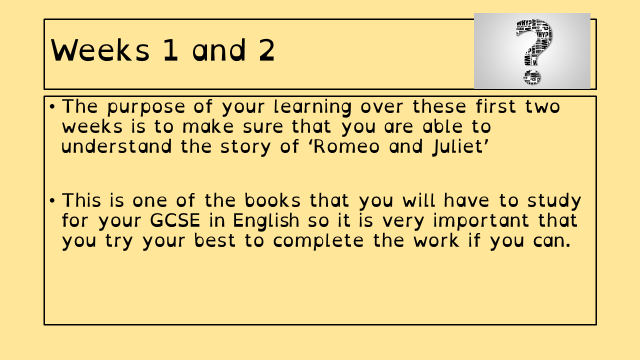 Weeks 1 and 2
• The purpose of your learning over these first two
weeks is to make sure that you are able to
understand the story of ‘Romeo and Juliet’
• This is one of the books that you will have to study
for your GCSE in English so it is very important that
you try your best to complete the work if you can.